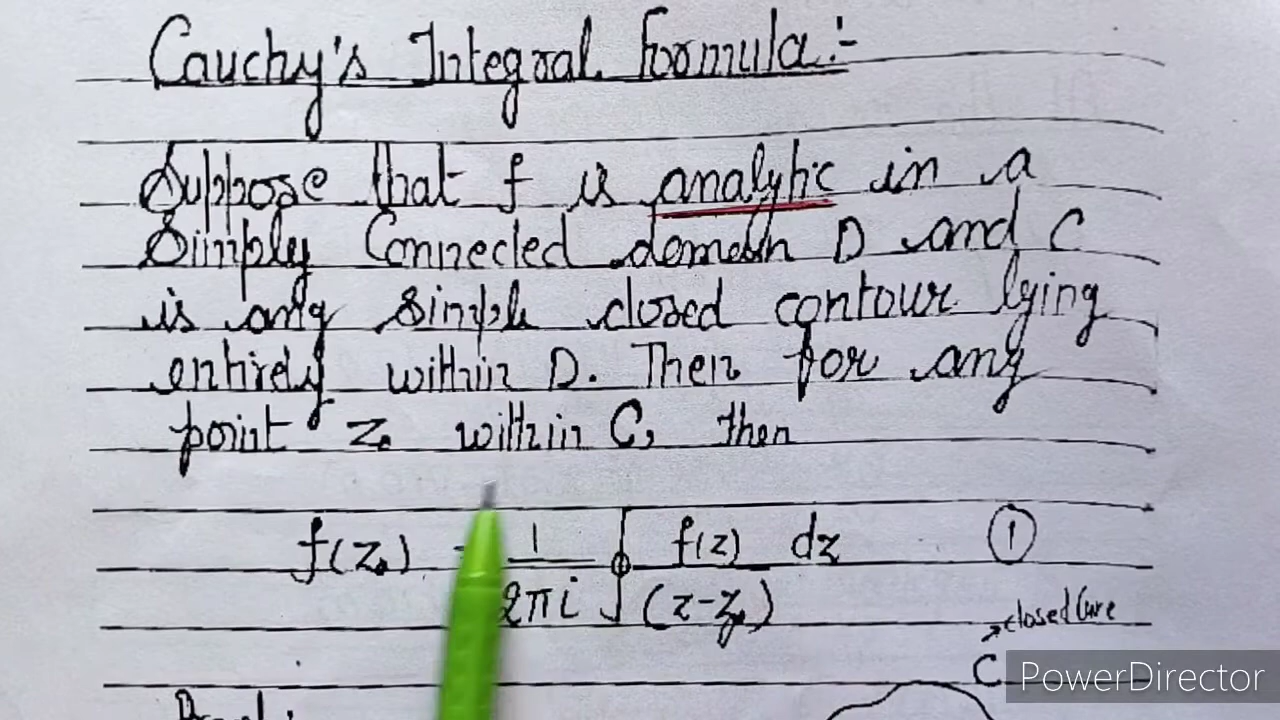 Cauchy's Integral Formula:-
Suppose that f is analytic in a
Simply Connected domain D and C
is any simple closed contour lying
entirely within D. Then for any
point z₀ within C, then
f(z₀) = 1/2πi ∮ f(z)/(z-z₀) dz ①
closed Curve
C
PowerDirector
Proof: